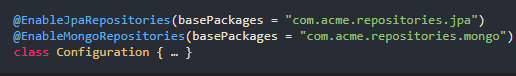 @EnableJpaRepositories(basePackages = "com.acme.repositories.jpa")
@EnableMongoRepositories(basePackages = "com.acme.repositories.mongo")
class Configuration { … }